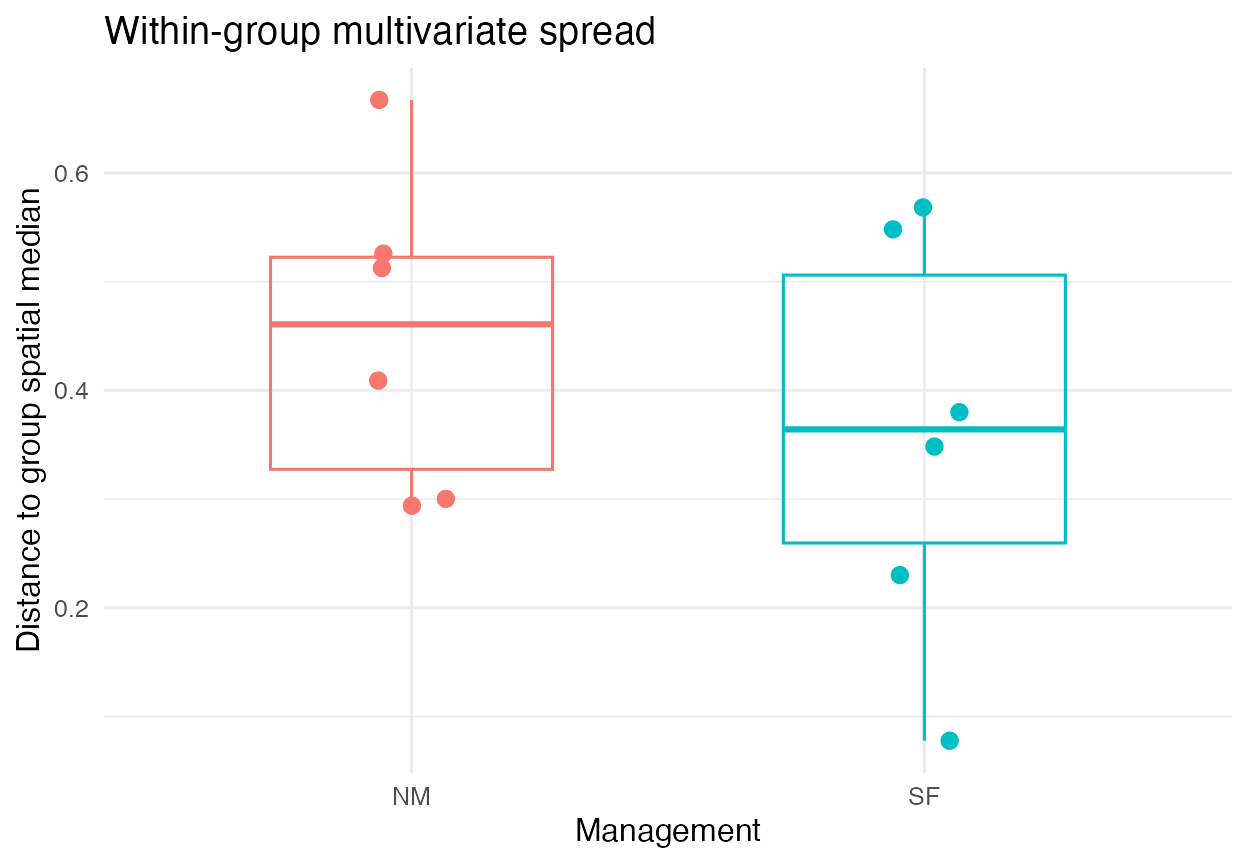 Within-group multivariate spread
Distance to group spatial median
0.6
0.4
0.2
NM
SF
Management